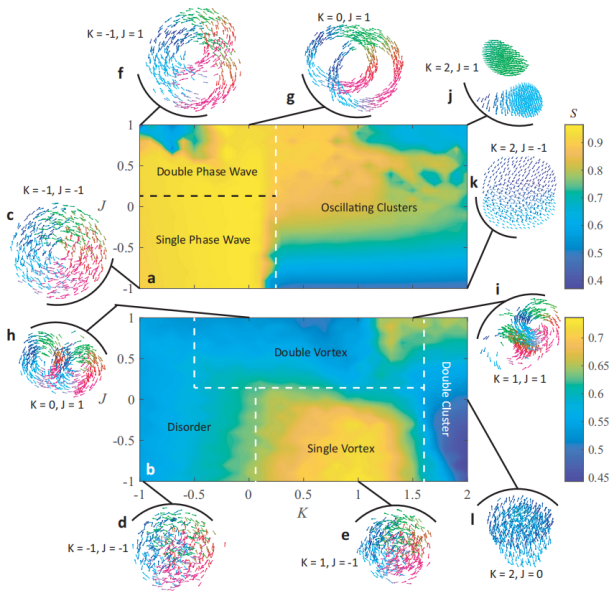 K = -1, J = 1
K = 0, J = 1
f
g
K = 2, J = 1
j
S
1
0.5
J
0
-0.5
-1
Double Phase Wave
Single Phase Wave
Oscillating Clusters
a
0.9
0.8
0.7
0.6
0.5
0.4
K = 2, J = -1
k
K = -1, J = -1
c
i
K = 1, J = 1
h
K = 0, J = 1
J
1
0.5
0
-0.5
-1
Double Vortex
Disorder
Single Vortex
Double Cluster
b
0.7
0.65
0.6
0.55
0.5
0.45
-1
-0.5
0
0.5
1
1.5
2
K
d
K = -1, J = -1
e
K = 1, J = -1
l
K = 2, J = 0